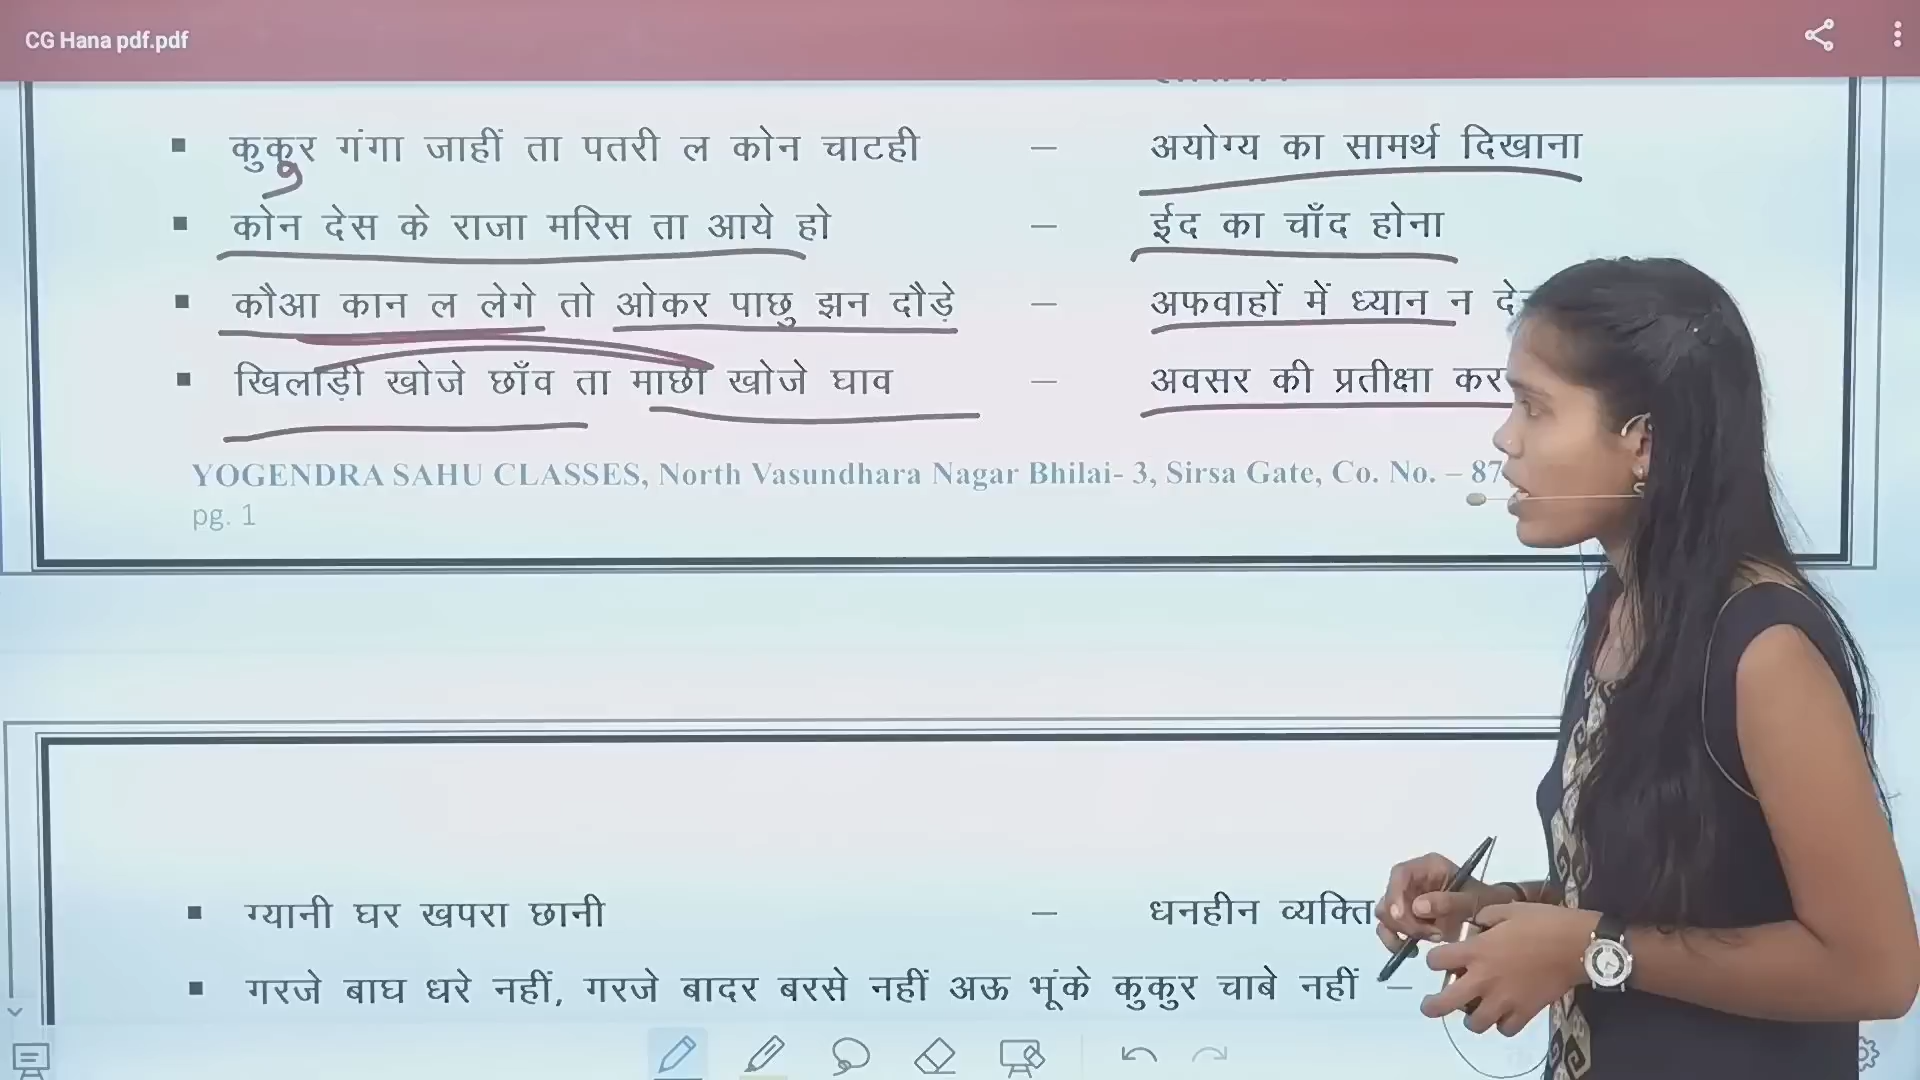 CG Hana pdf.pdf
कुकुर गंगा जाहीं ता पतरी ल कोन चाटही – अयोग्य का सामर्थ दिखाना
कोन देस के राजा मरिस ता आये हो – ईद का चाँद होना
कौआ कान ल लेगे तो ओकर पाछु झन दौड़े – अफवाहों में ध्यान न
खिलाड़ी खोजे छाँव ता माछी खोजे घाव – अवसर की प्रतीक्षा
YOGENDRA SAHU CLASSES, North Vasundhara Nagar Bhilai- 3, Sirsa Gate, Co. No. – 87
pg. 1
ग्यानी घर खपरा छानी – धनहीन व्यक्ति
गरजे बाघ धरे नहीं, गरजे बादर बरसे नहीं अऊ भूंके कुकुर चाबे नहीं –